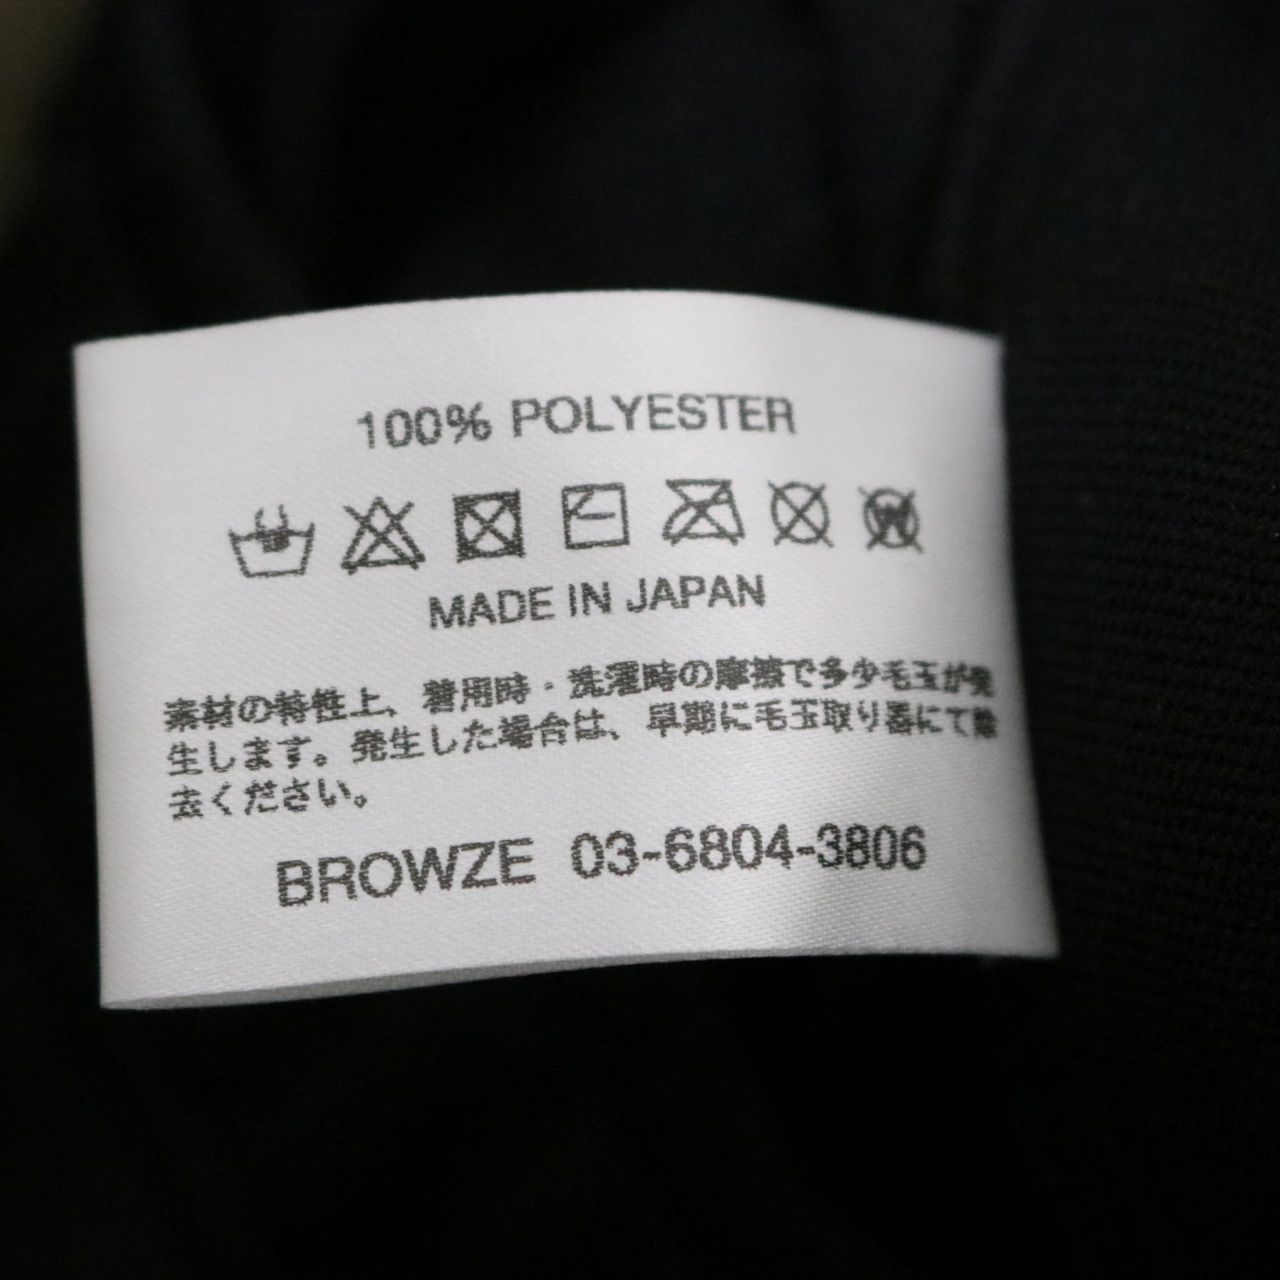 100% POLYESTER
MADE IN JAPAN
素材の特性上、着用時・洗濯時の摩擦で多少毛玉が発
生します。発生した場合は、早期に毛玉取り器にて除
去ください。
BROWZE 03-6804-3806